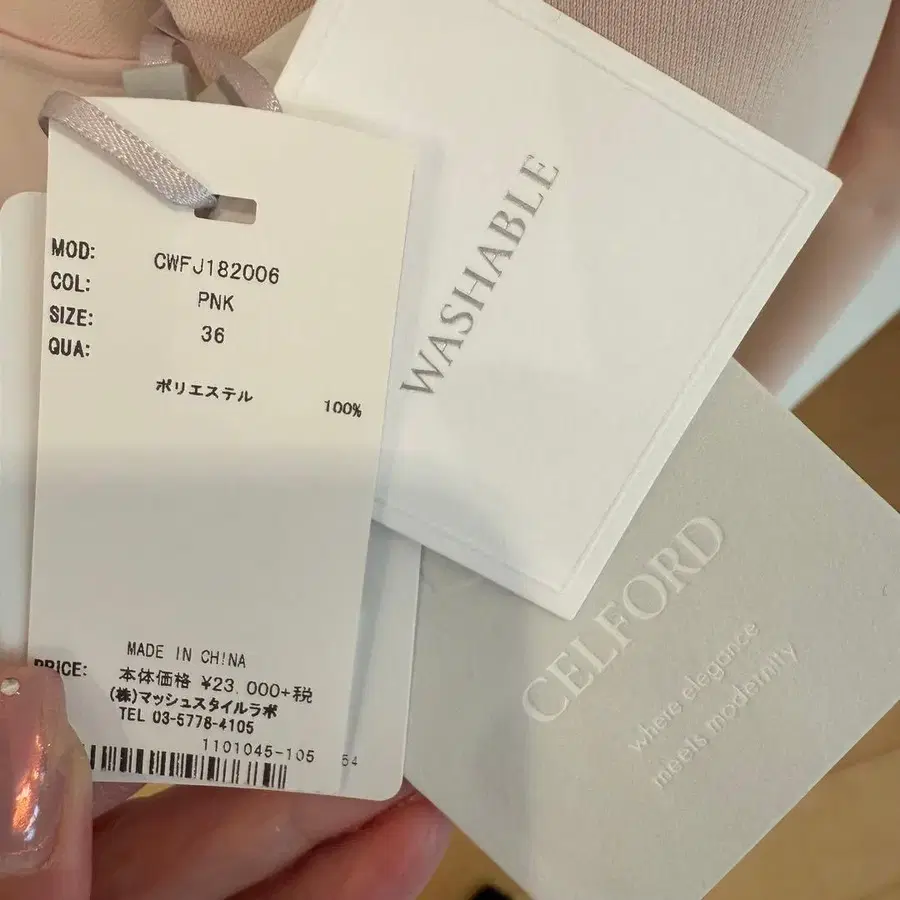 MOD: CWFJ182006
COL: PNK
SIZE: 36
QUA:
ポリエステル 100%
MADE IN CHINA
PRICE: 本体価格 ¥23,000+税
(株)マッシュスタイルラボ
TEL 03-5778-4105
1101045-105 54
WASHABLE
CELFORD
where elegance
meets modernity